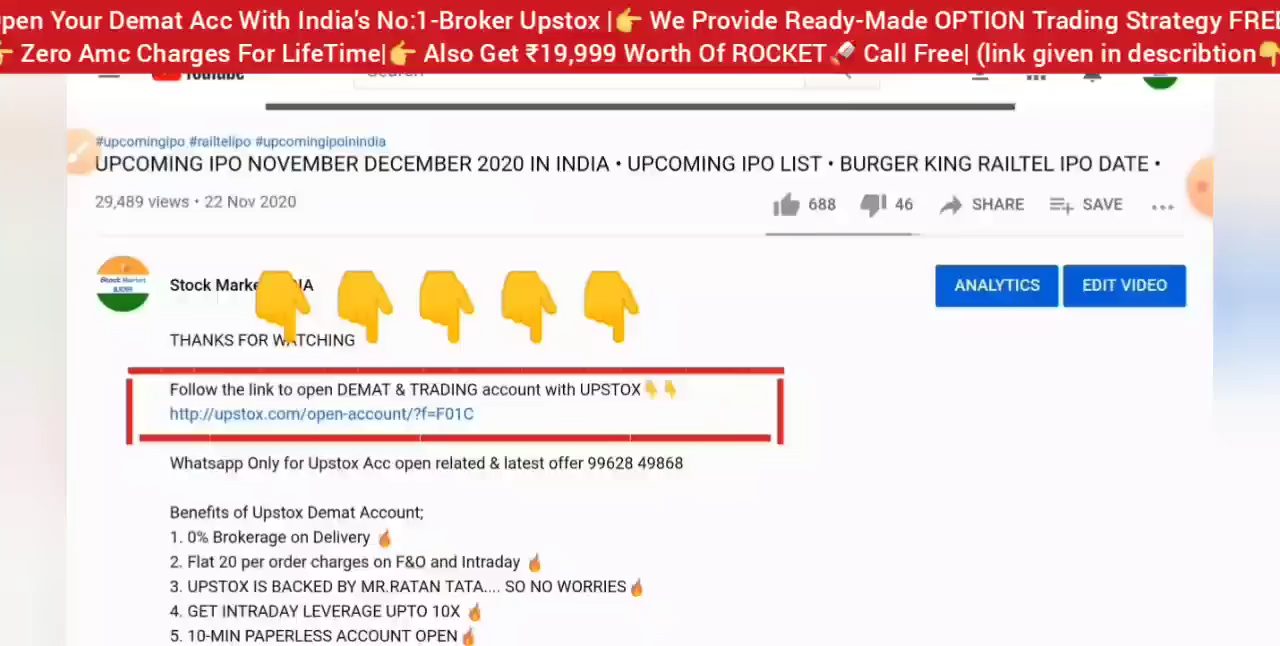 pen Your Demat Acc With India's No:1-Broker Upstox |👉 We Provide Ready-Made OPTION Trading Strategy FREE
👉 Zero Amc Charges For LifeTime|👉 Also Get ₹19,999 Worth Of ROCKET🚀 Call Free| (link given in describtion👇
YouTube
Search
#upcomingipo #railtelipo #upcomingipoinindia
UPCOMING IPO NOVEMBER DECEMBER 2020 IN INDIA • UPCOMING IPO LIST • BURGER KING RAILTEL IPO DATE •
29,489 views • 22 Nov 2020
688 46 SHARE SAVE
Stock Marke IA
ANALYTICS EDIT VIDEO
THANKS FOR WATCHING
Follow the link to open DEMAT & TRADING account with UPSTOX👇👇
http://upstox.com/open-account/?f=F01C
Whatsapp Only for Upstox Acc open related & latest offer 99628 49868
Benefits of Upstox Demat Account;
1. 0% Brokerage on Delivery 🔥
2. Flat 20 per order charges on F&O and Intraday 🔥
3. UPSTOX IS BACKED BY MR.RATAN TATA.... SO NO WORRIES🔥
4. GET INTRADAY LEVERAGE UPTO 10X 🔥
5. 10-MIN PAPERLESS ACCOUNT OPEN🔥